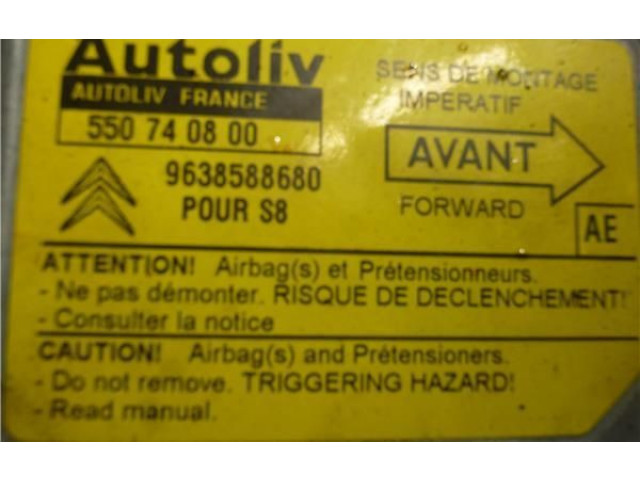 Autoliv
AUTOLIV FRANCE
550 74 08 00
9638588680
POUR S8
SENS DE MONTAGE
IMPERATIF
AVANT
FORWARD
AE
ATTENTION! Airbag(s) et Prétensionneurs.
- Ne pas démonter. RISQUE DE DECLENCHEMENT!
- Consulter la notice
CAUTION! Airbag(s) and Prétensioners.
- Do not remove. TRIGGERING HAZARD!
- Read manual.